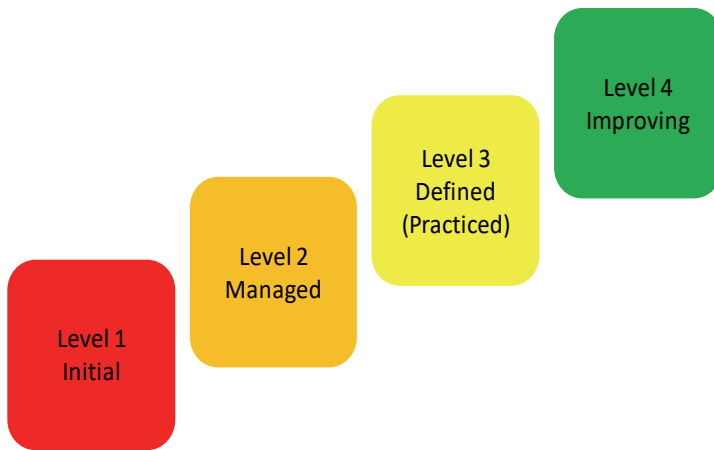 Level 1
Initial
Level 2
Managed
Level 3
Defined
(Practiced)
Level 4
Improving